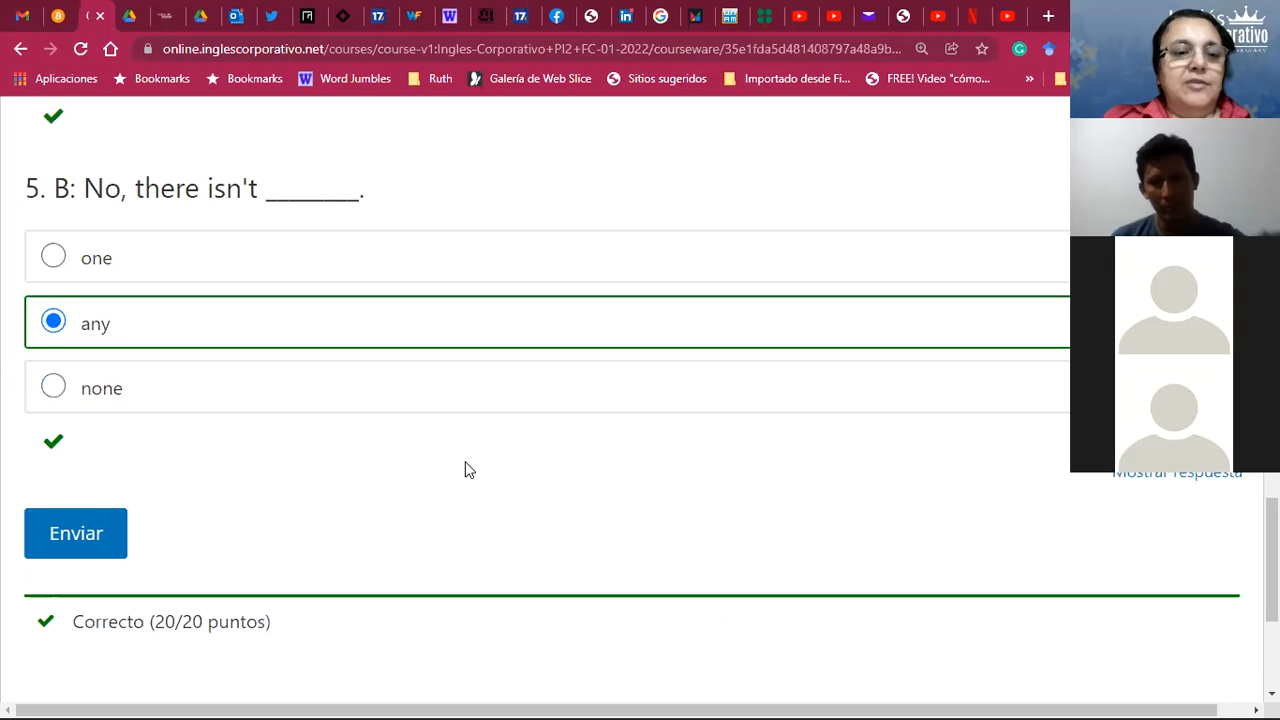 online.inglescorporativo.net/courses/course-v1:Ingles-Corporativo+PI2+FC-01-2022/courseware/35e1fda5d481408797a48a9b...
Aplicaciones
Bookmarks
Bookmarks
Word Jumbles
Ruth
Galería de Web Slice
Sitios sugeridos
Importado desde Fi...
FREE! Video "cómo...
»
5. B: No, there isn't ________.
one
any
none
Mostrar respuesta
Enviar
Correcto (20/20 puntos)